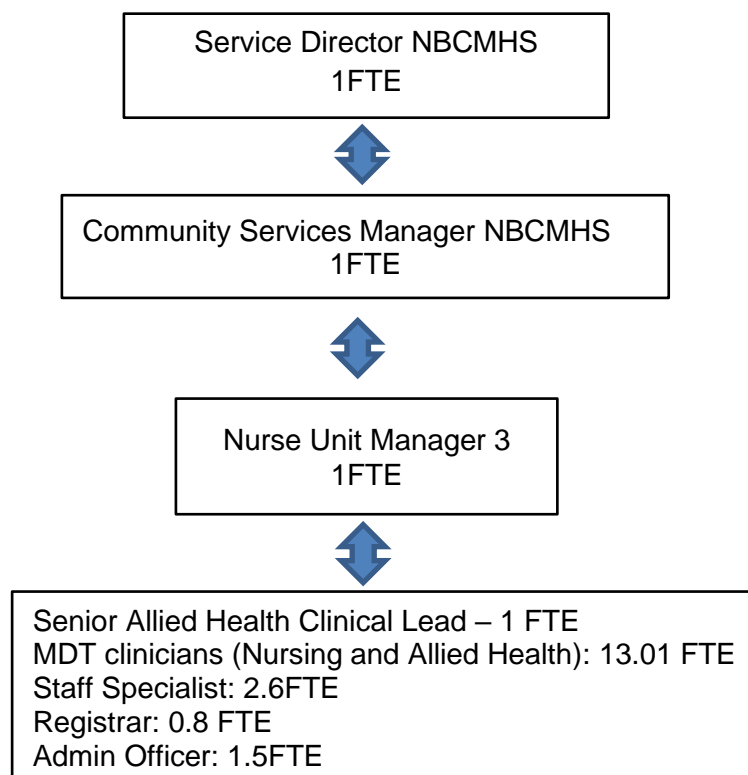 Service Director NBCMHS
1FTE
Community Services Manager NBCMHS
1FTE
Nurse Unit Manager 3
1FTE
Senior Allied Health Clinical Lead – 1 FTE
MDT clinicians (Nursing and Allied Health): 13.01 FTE
Staff Specialist: 2.6FTE
Registrar: 0.8 FTE
Admin Officer: 1.5FTE